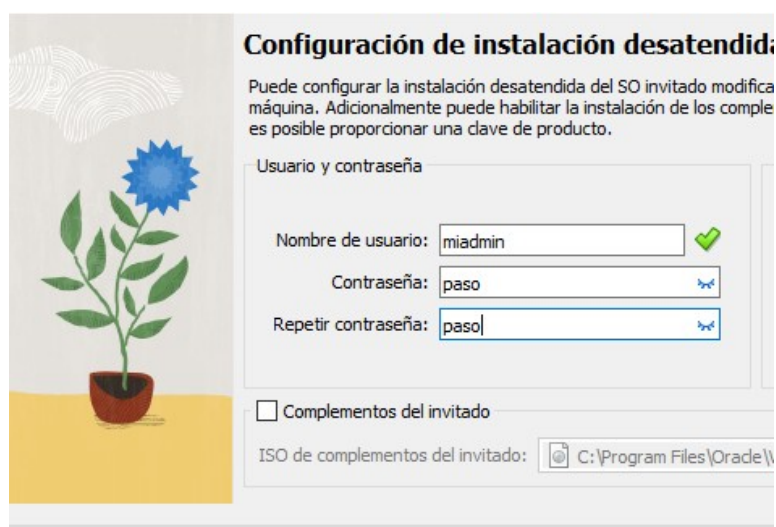 Configuración de instalación desatendida
Puede configurar la instalación desatendida del SO invitado modifica
máquina. Adicionalmente puede habilitar la instalación de los comple
es posible proporcionar una clave de producto.
Usuario y contraseña
Nombre de usuario: miadmin
Contraseña: paso
Repetir contraseña: paso
Complementos del invitado
ISO de complementos del invitado: C:\Program Files\Oracle\